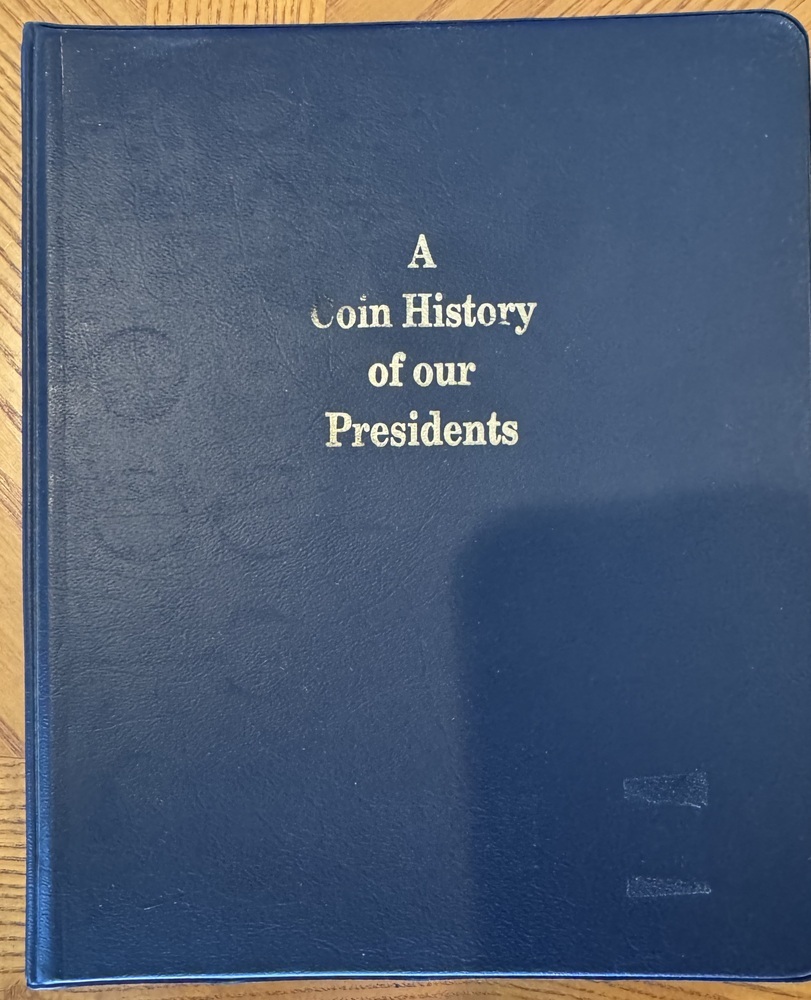 A
Coin History
of our
Presidents